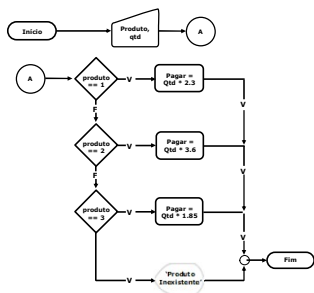 Inicio
Produto,
qtd
A
A
produto
== 1
V
Pagar =
Qtd * 2.3
V
F
produto
== 2
V
Pagar =
Qtd * 3.6
V
F
produto
== 3
V
Pagar =
Qtd * 1.85
V
Fim
V
'Produto
Inexistente'